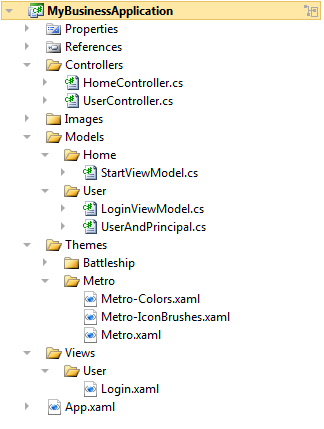 MyBusinessApplication
Properties
References
Controllers
HomeController.cs
UserController.cs
Images
Models
Home
StartViewModel.cs
User
LoginViewModel.cs
UserAndPrincipal.cs
Themes
Battleship
Metro
Metro-Colors.xaml
Metro-IconBrushes.xaml
Metro.xaml
Views
User
Login.xaml
App.xaml